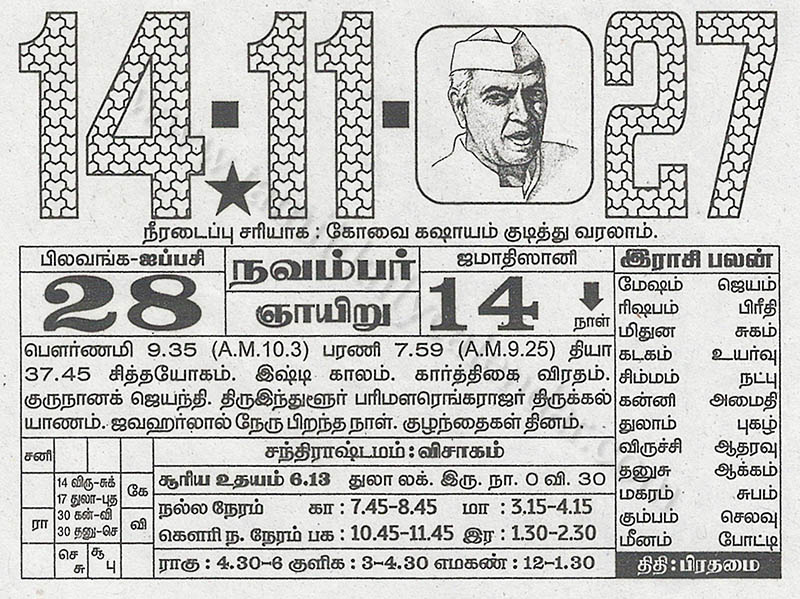 14.11.27
நீரடைப்பு சரியாக : கோவை கஷாயம் குடித்து வரலாம்.
பிலவங்க-ஐப்பசி
28
நவம்பர்
ஞாயிறு
ஜமாதிஸானி
14
நாள்
பௌர்ணமி 9.35 (A.M.10.3) பரணி 7.59 (A.M.9.25) தியா
37.45 சித்தயோகம். இஷ்டி காலம். கார்த்திகை விரதம்.
குருநானக் ஜெயந்தி. திருஇந்துளூர் பரிமளரெங்கராஜர் திருக்கல்
யாணம். ஜவஹர்லால் நேரு பிறந்த நாள். குழந்தைகள் தினம்.
சனி
14 விரு-சுக்
17 துலா-புத
30 கன்-வி
30 தனு-செ
கே
ரா
வி
செ சு
சூ பு
சந்திராஷ்டமம் : விசாகம்
சூரிய உதயம் 6.13 துலா லக். இரு. நா. 0 வி. 30
நல்ல நேரம் கா : 7.45-8.45 மா : 3.15-4.15
கௌரி ந. நேரம் பக : 10.45-11.45 இர : 1.30-2.30
ராகு : 4.30-6 குளிக : 3-4.30 எமகண் : 12-1.30
இராசி பலன்
மேஷம் ஜெயம்
ரிஷபம் பிரீதி
மிதுன சுகம்
கடகம் உயர்வு
சிம்மம் நட்பு
கன்னி அமைதி
துலாம் புகழ்
விருச்சி ஆதரவு
தனுசு ஆக்கம்
மகரம் சுபம்
கும்பம் செலவு
மீனம் போட்டி
திதி : பிரதமை